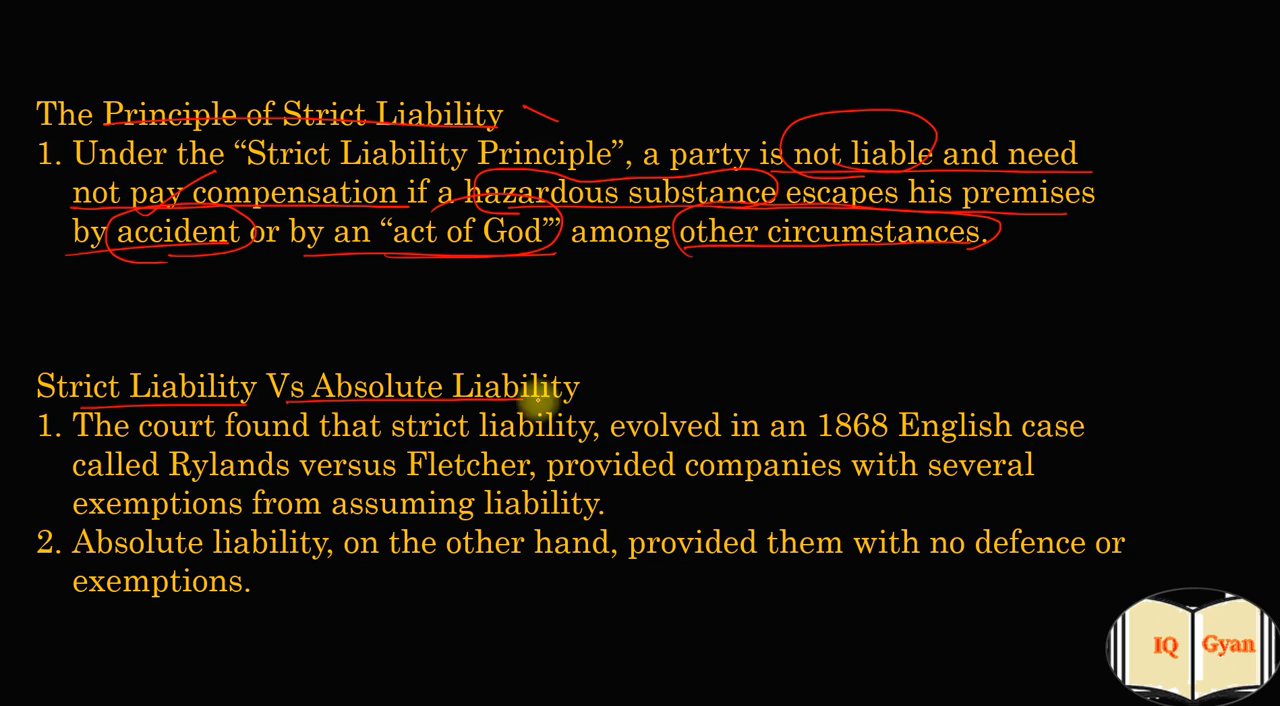 The Principle of Strict Liability
1. Under the “Strict Liability Principle”, a party is not liable and need
not pay compensation if a hazardous substance escapes his premises
by accident or by an “act of God’” among other circumstances.
Strict Liability Vs Absolute Liability
1. The court found that strict liability, evolved in an 1868 English case
called Rylands versus Fletcher, provided companies with several
exemptions from assuming liability.
2. Absolute liability, on the other hand, provided them with no defence or
exemptions.
IQ Gyan